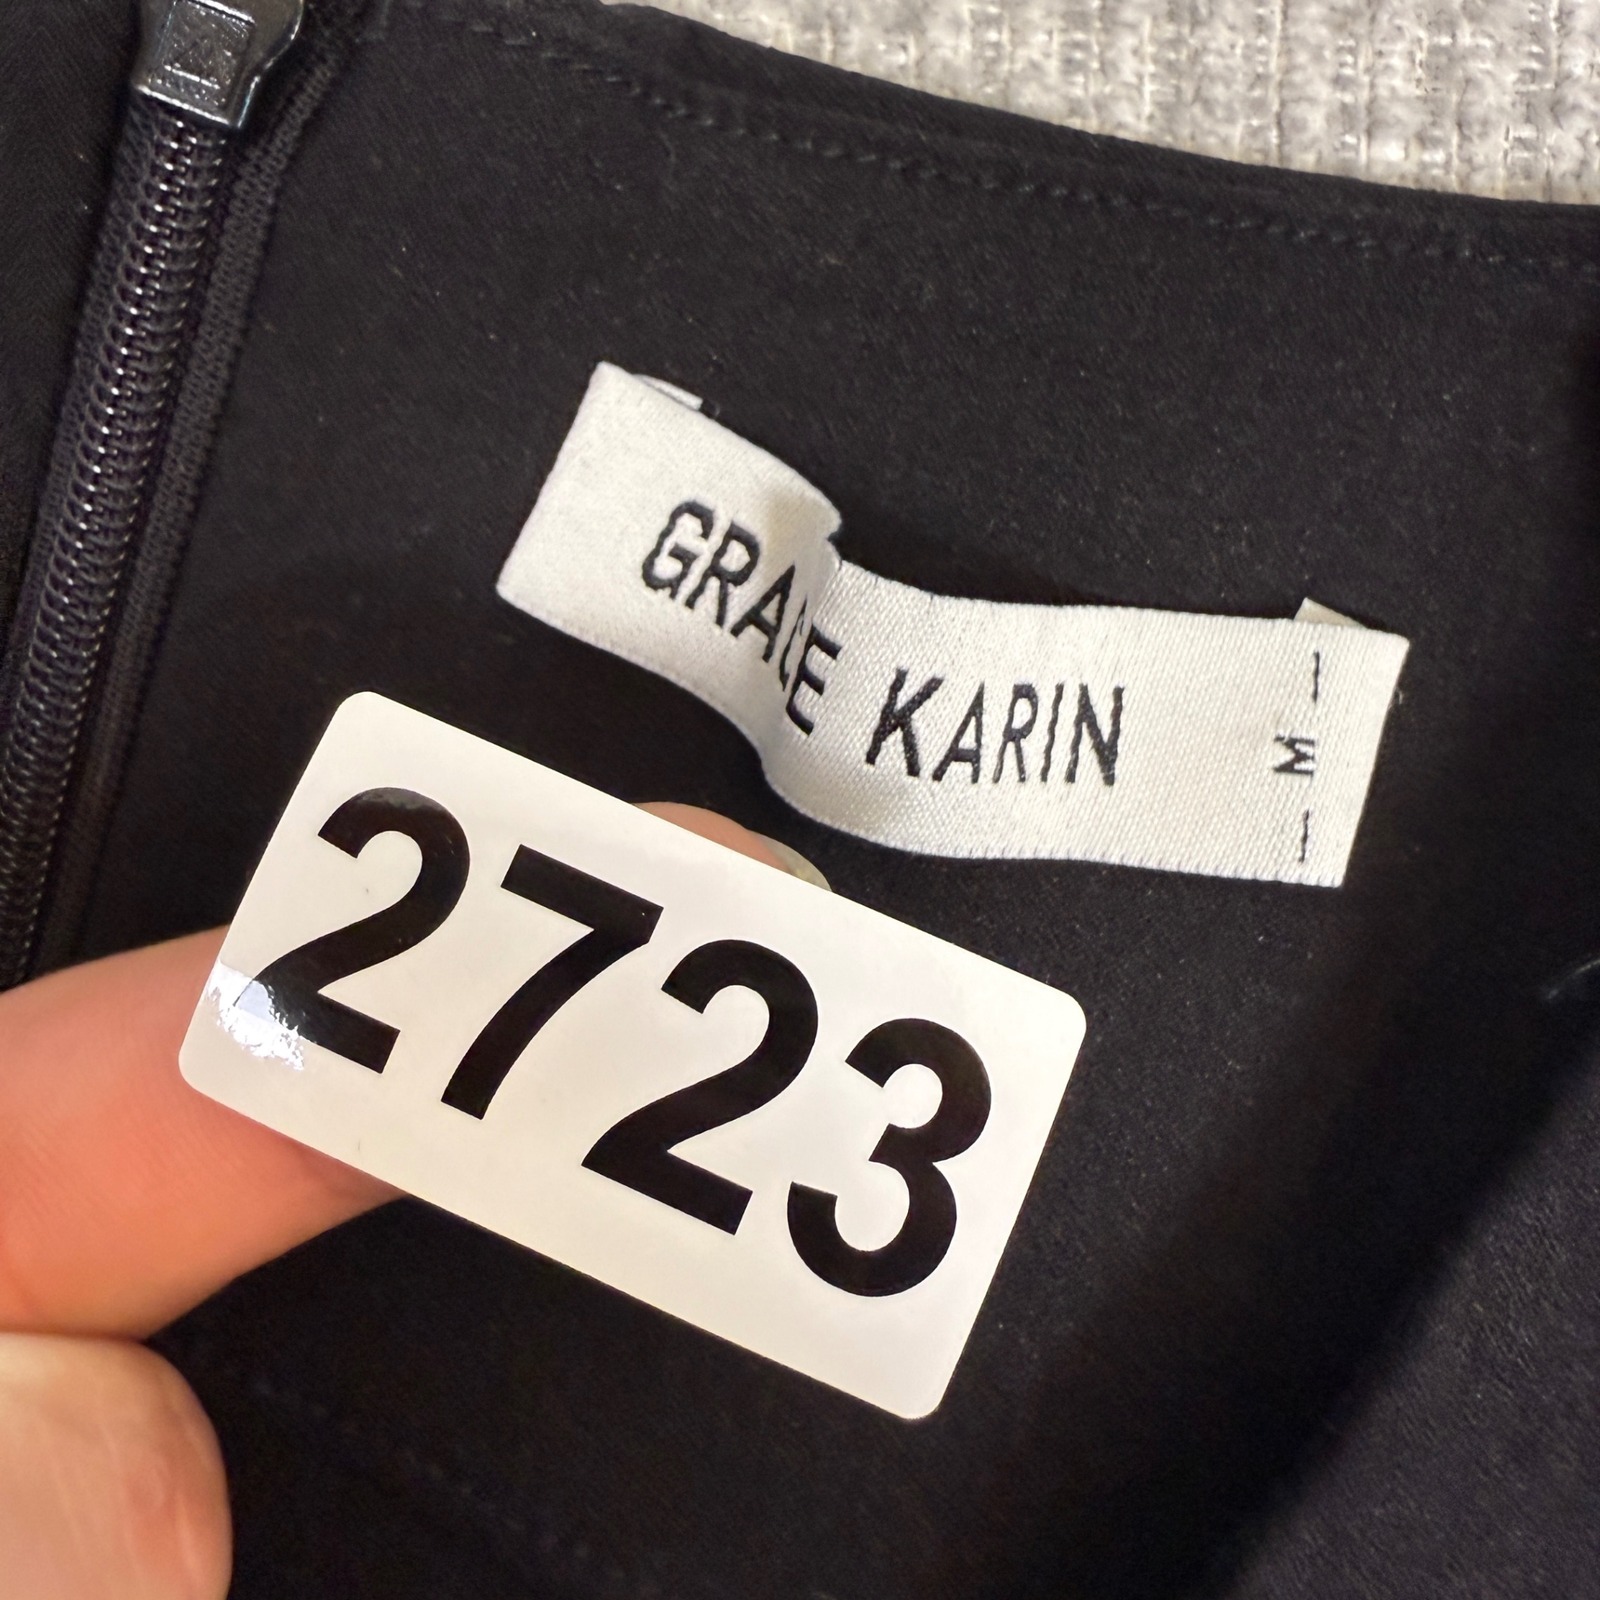 GRACE KARIN
— M —
2723